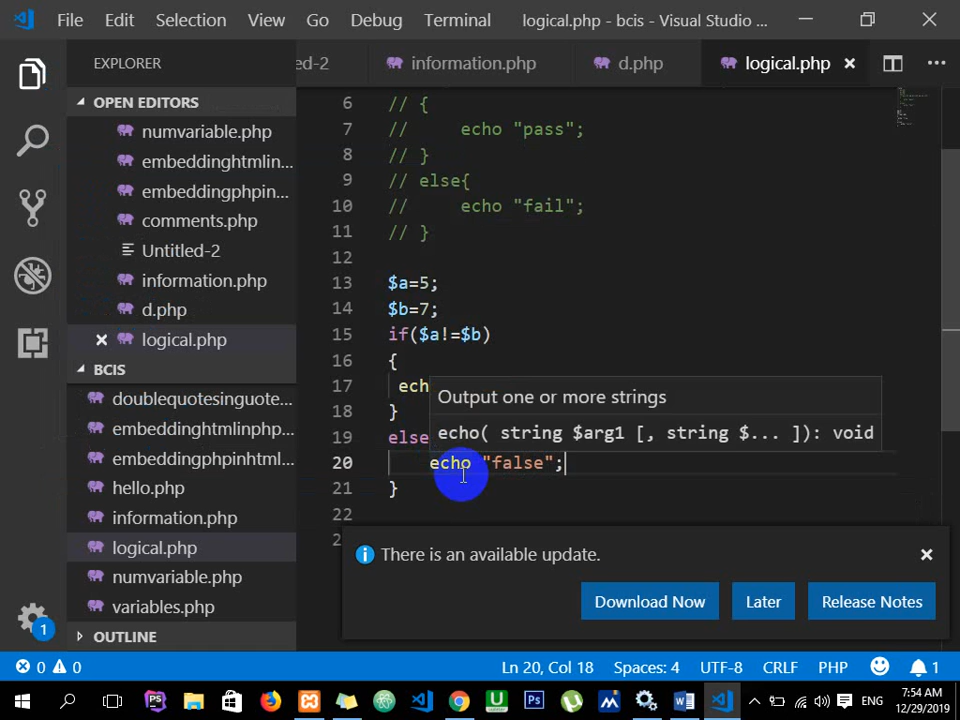 File Edit Selection View Go Debug Terminal logical.php - bcis - Visual Studio ...
EXPLORER
ed-2 information.php d.php logical.php
OPEN EDITORS
numvariable.php
embeddinghtmlin...
embeddingphpin...
comments.php
Untitled-2
information.php
d.php
logical.php
BCIS
doublequotesinguote...
embeddinghtmlinphp...
embeddingphpinhtml...
hello.php
information.php
logical.php
numvariable.php
variables.php
OUTLINE
6 // {
7 // echo "pass";
8 // }
9 // else{
10 // echo "fail";
11 // }
12
13 $a=5;
14 $b=7;
15 if($a!=$b)
16 {
17 ech
18 }
19 else
20 echo "false";
21 }
22
2
Output one or more strings
echo( string $arg1 [, string $... ]): void
There is an available update.
Download Now Later Release Notes
1
0 0 Ln 20, Col 18 Spaces: 4 UTF-8 CRLF PHP 1
ENG 7:54 AM
12/29/2019